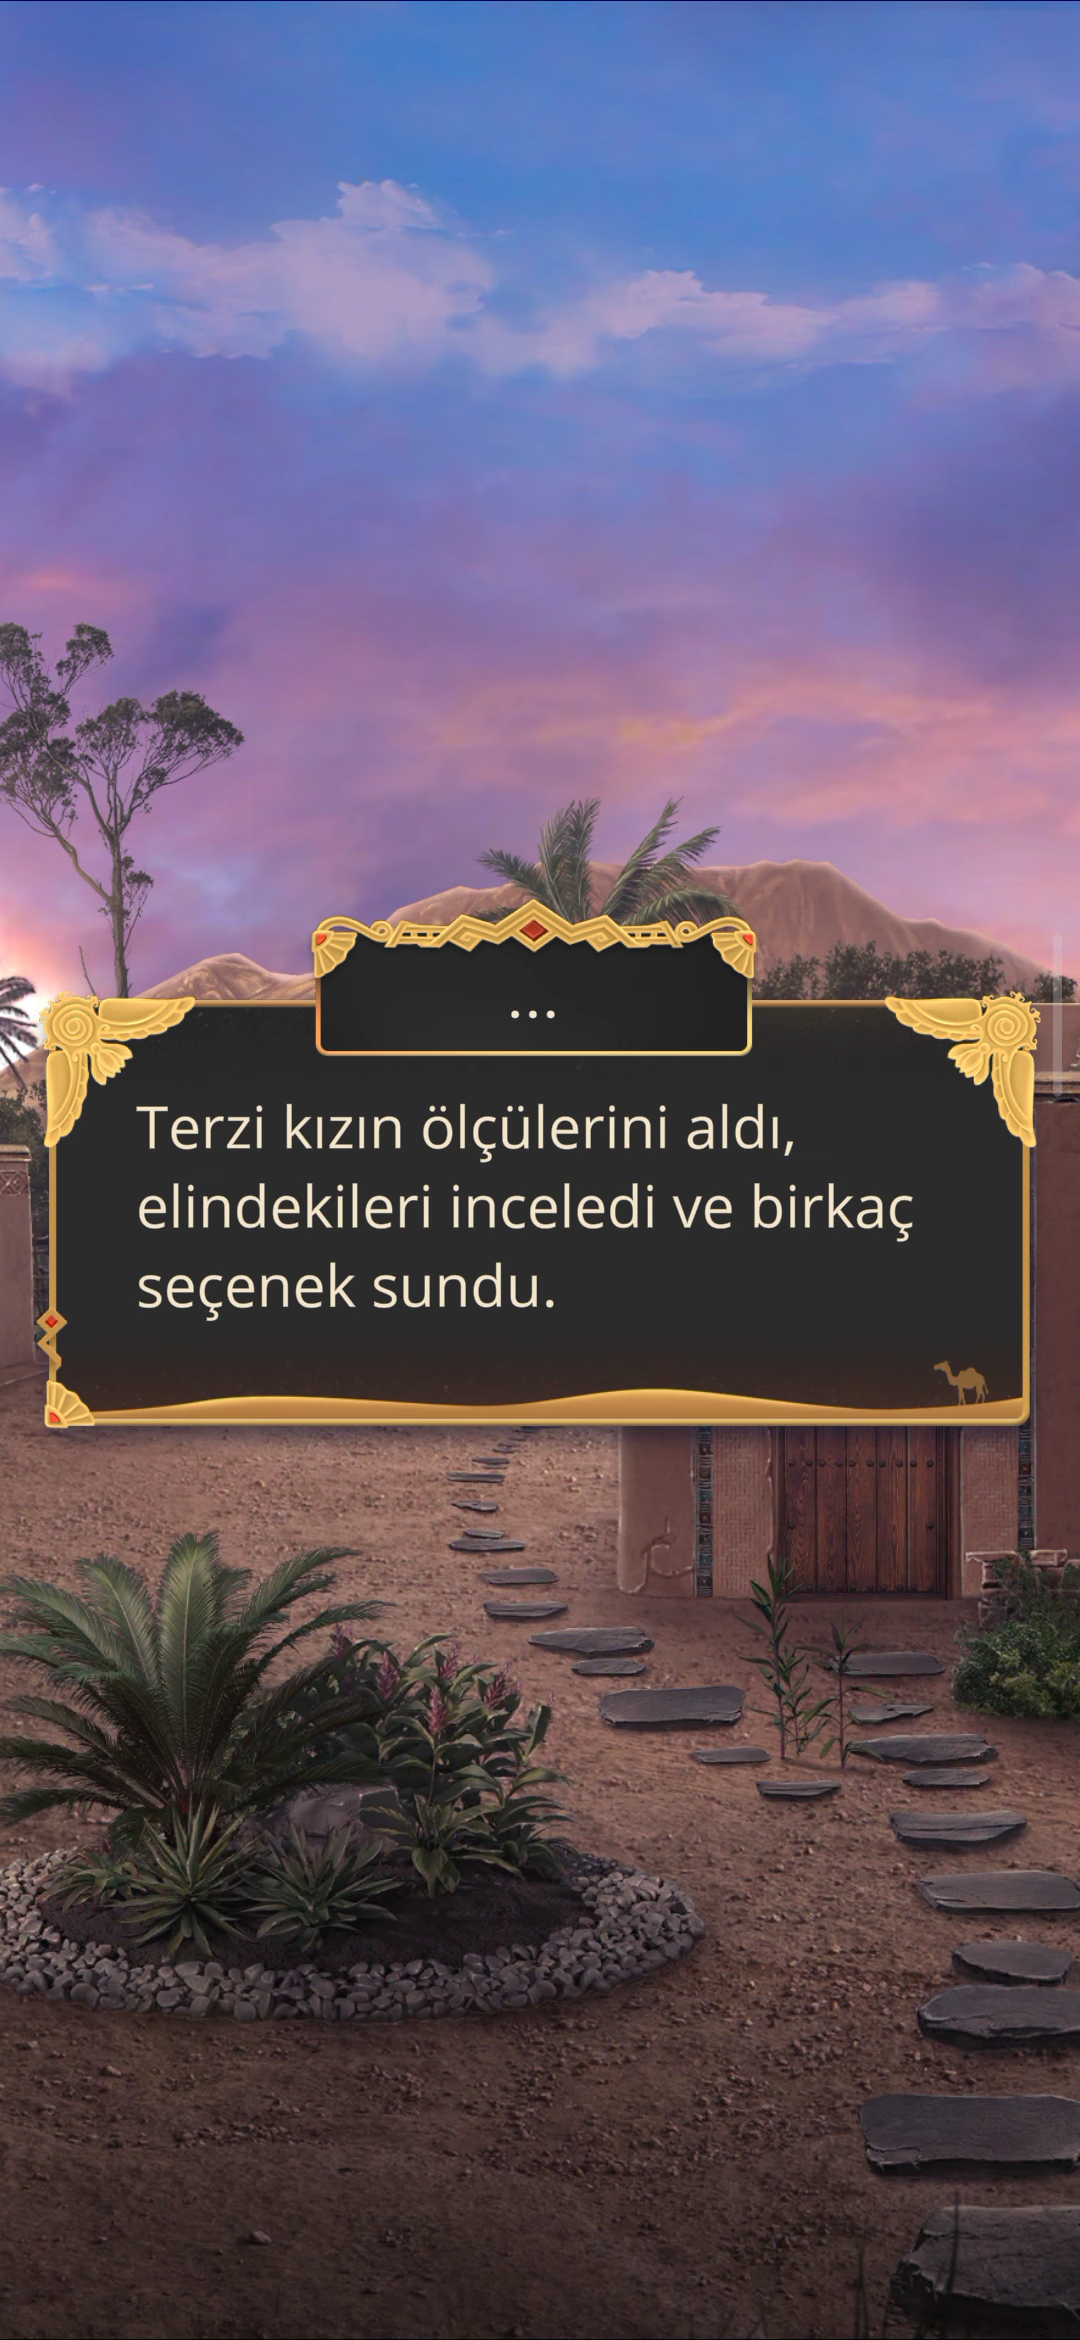 ...
Terzi kızın ölçülerini aldı,
elindekileri inceledi ve birkaç
seçenek sundu.